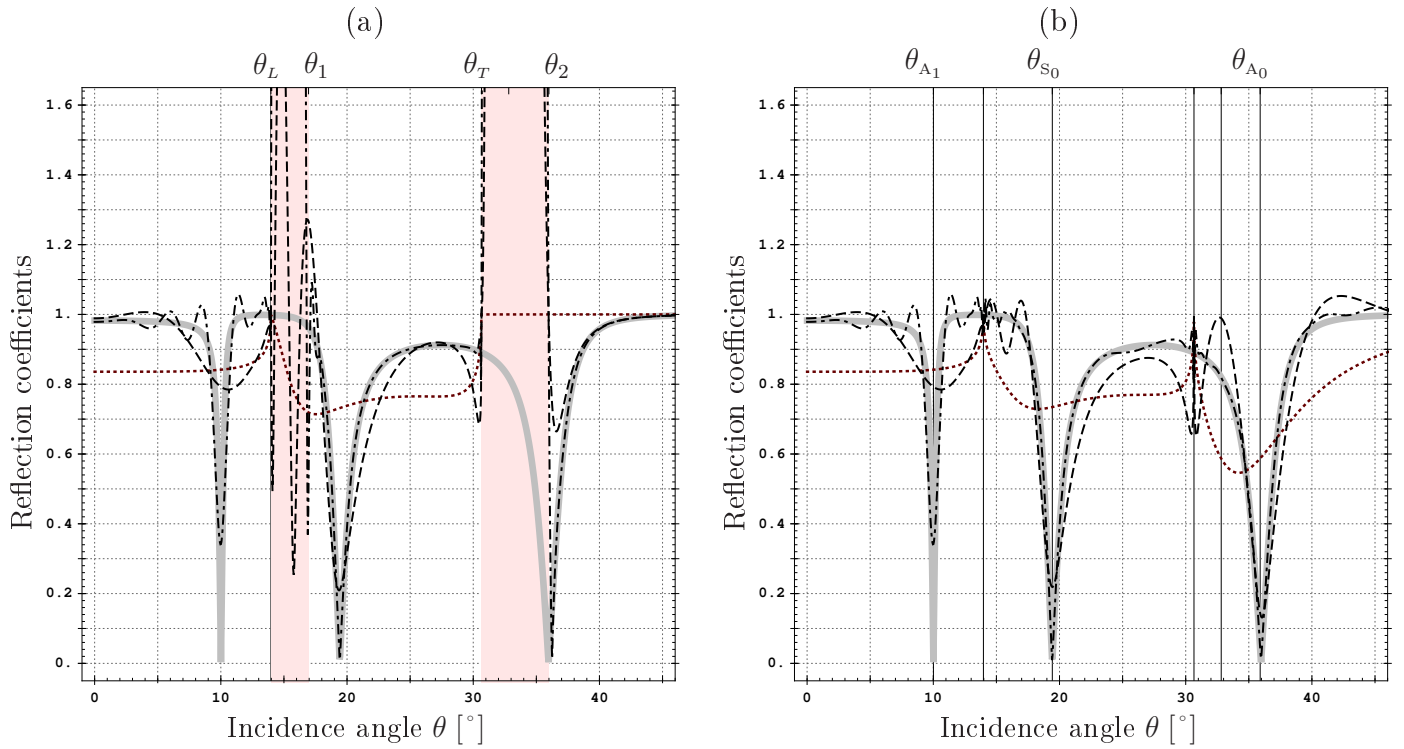 (a)
θ_L θ_1 θ_T θ_2
1.6
1.4
1.2
1.
0.8
0.6
0.4
0.2
0.
Reflection coefficients
0 10 20 30 40
Incidence angle θ [°]
(b)
θ_A₁ θ_S₀ θ_A₀
1.6
1.4
1.2
1.
0.8
0.6
0.4
0.2
0.
Reflection coefficients
0 10 20 30 40
Incidence angle θ [°]